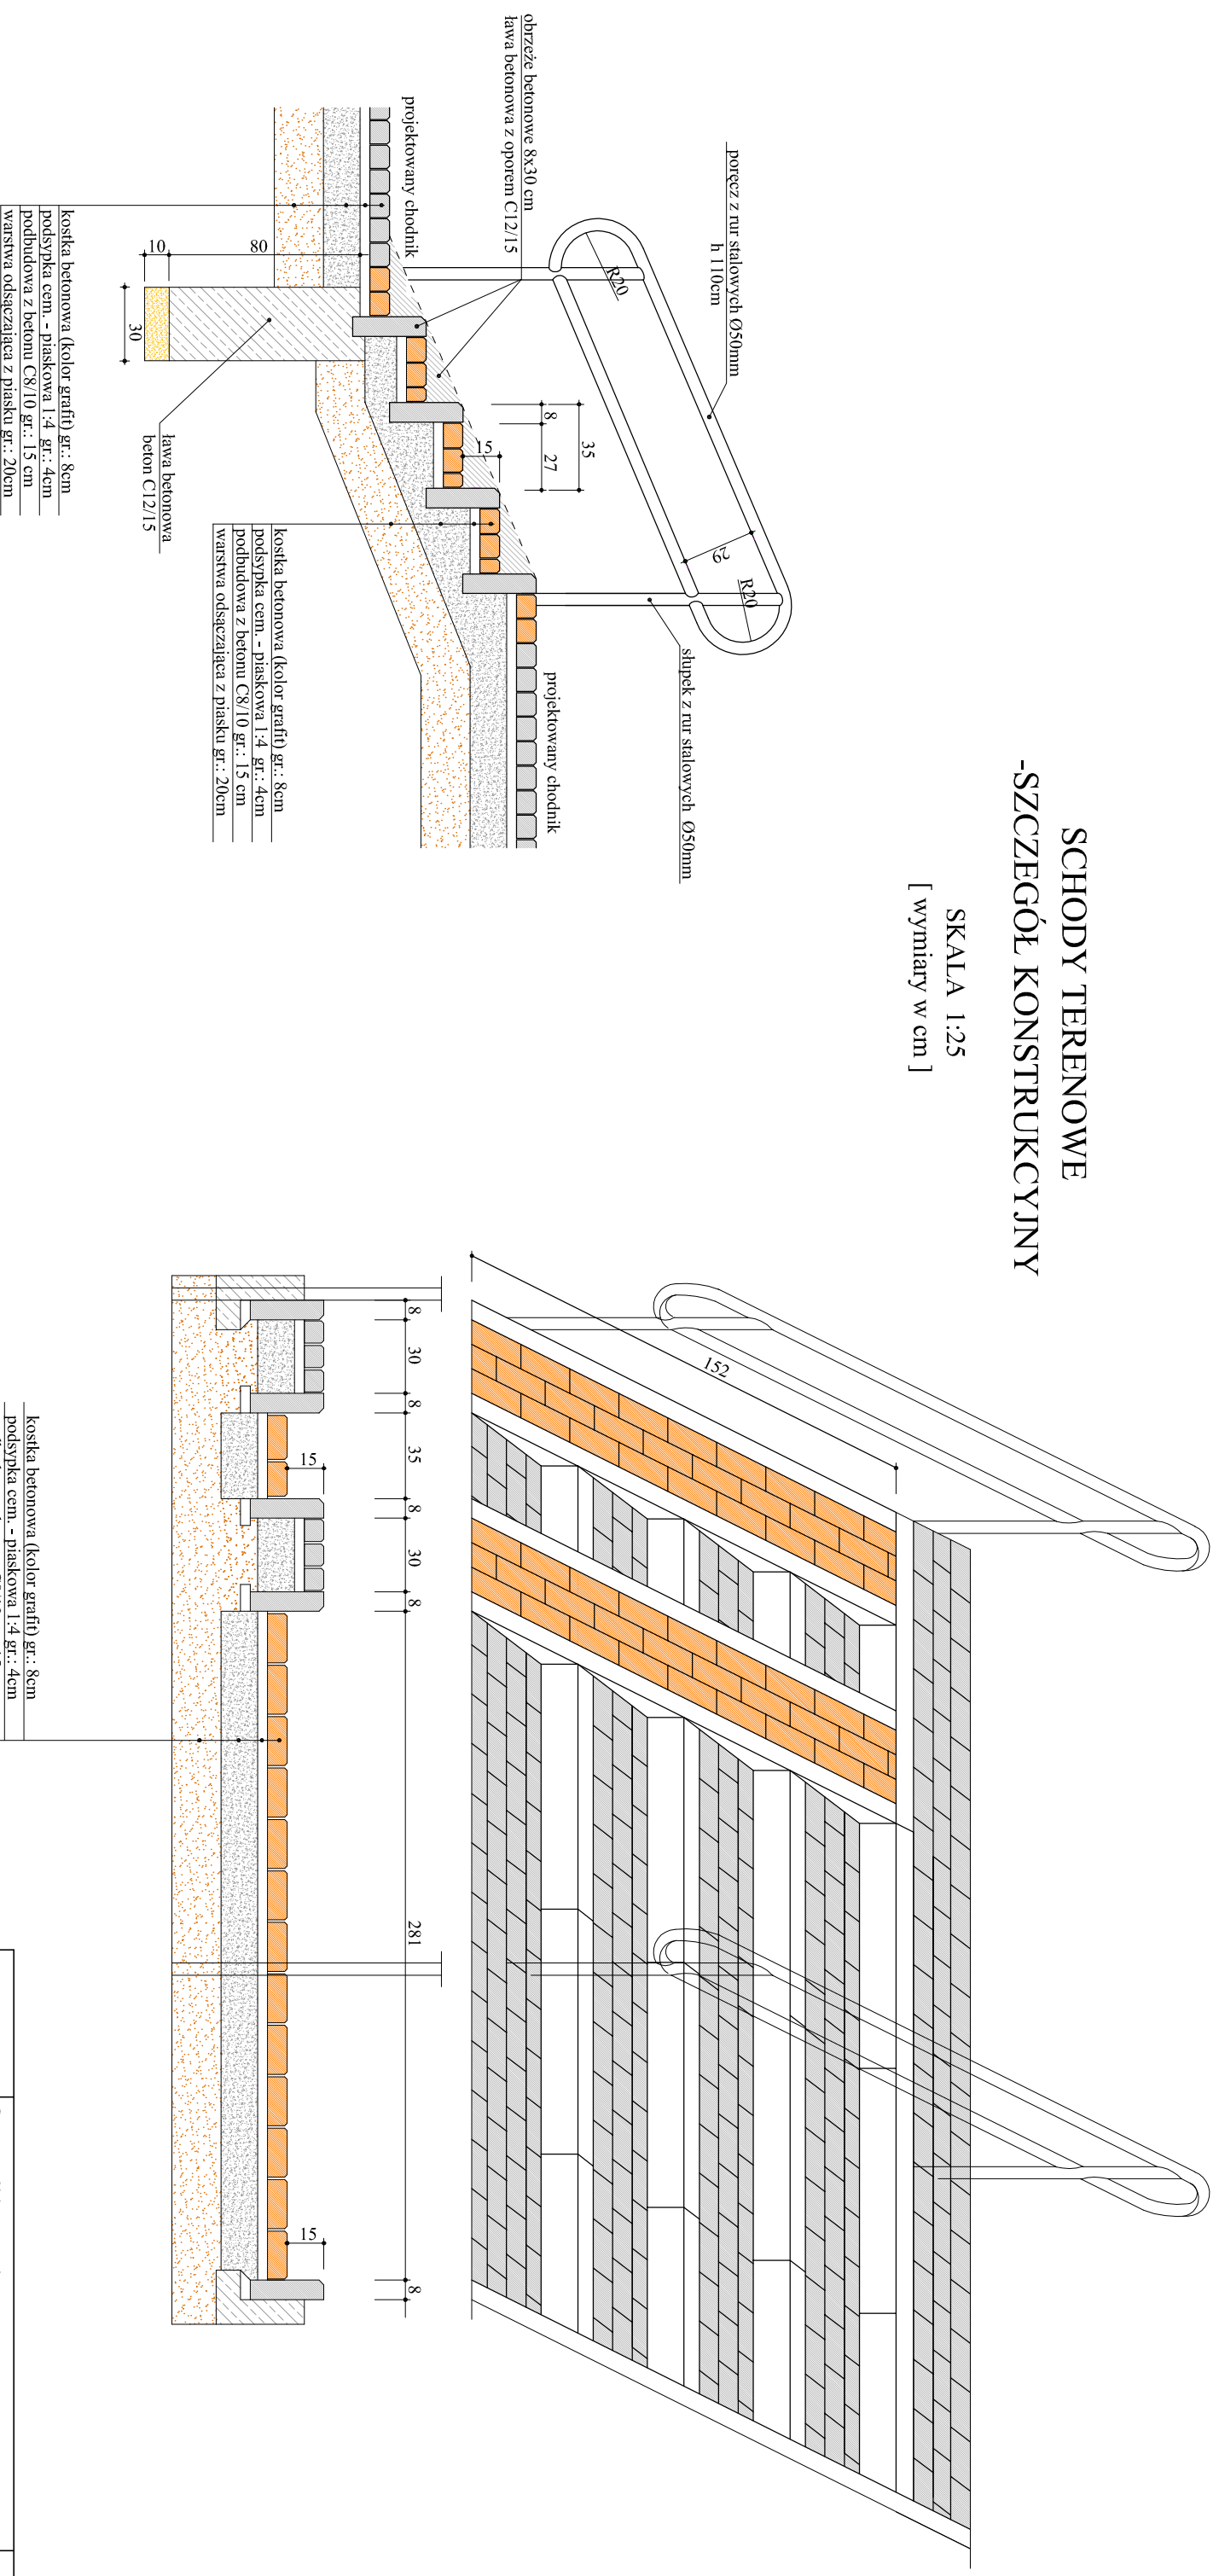 SCHODY TERENOWE
-SZCZEGÓŁ KONSTRUKCYJNY
SKALA 1:25
[ wymiary w cm ]
poręcz z rur stalowych Ø50mm
h 110cm
R20
29
R20
słupek z rur stalowych Ø50mm
obrzeże betonowe 8x30 cm
ława betonowa z oporem C12/15
projektowany chodnik
projektowany chodnik
35
8
27
15
80
10
30
ława betonowa
beton C12/15
kostka betonowa (kolor grafit) gr.: 8cm
podsypka cem. - piaskowa 1:4 gr.: 4cm
podbudowa z betonu C8/10 gr.: 15 cm
warstwa odsączająca z piasku gr.: 20cm
kostka betonowa (kolor grafit) gr.: 8cm
podsypka cem. - piaskowa 1:4 gr.: 4cm
podbudowa z betonu C8/10 gr.: 15 cm
warstwa odsączająca z piasku gr.: 20cm
152
8
30
8
35
8
30
8
281
8
15
15
kostka betonowa (kolor grafit) gr.: 8cm
podsypka cem. - piaskowa 1:4 gr.: 4cm